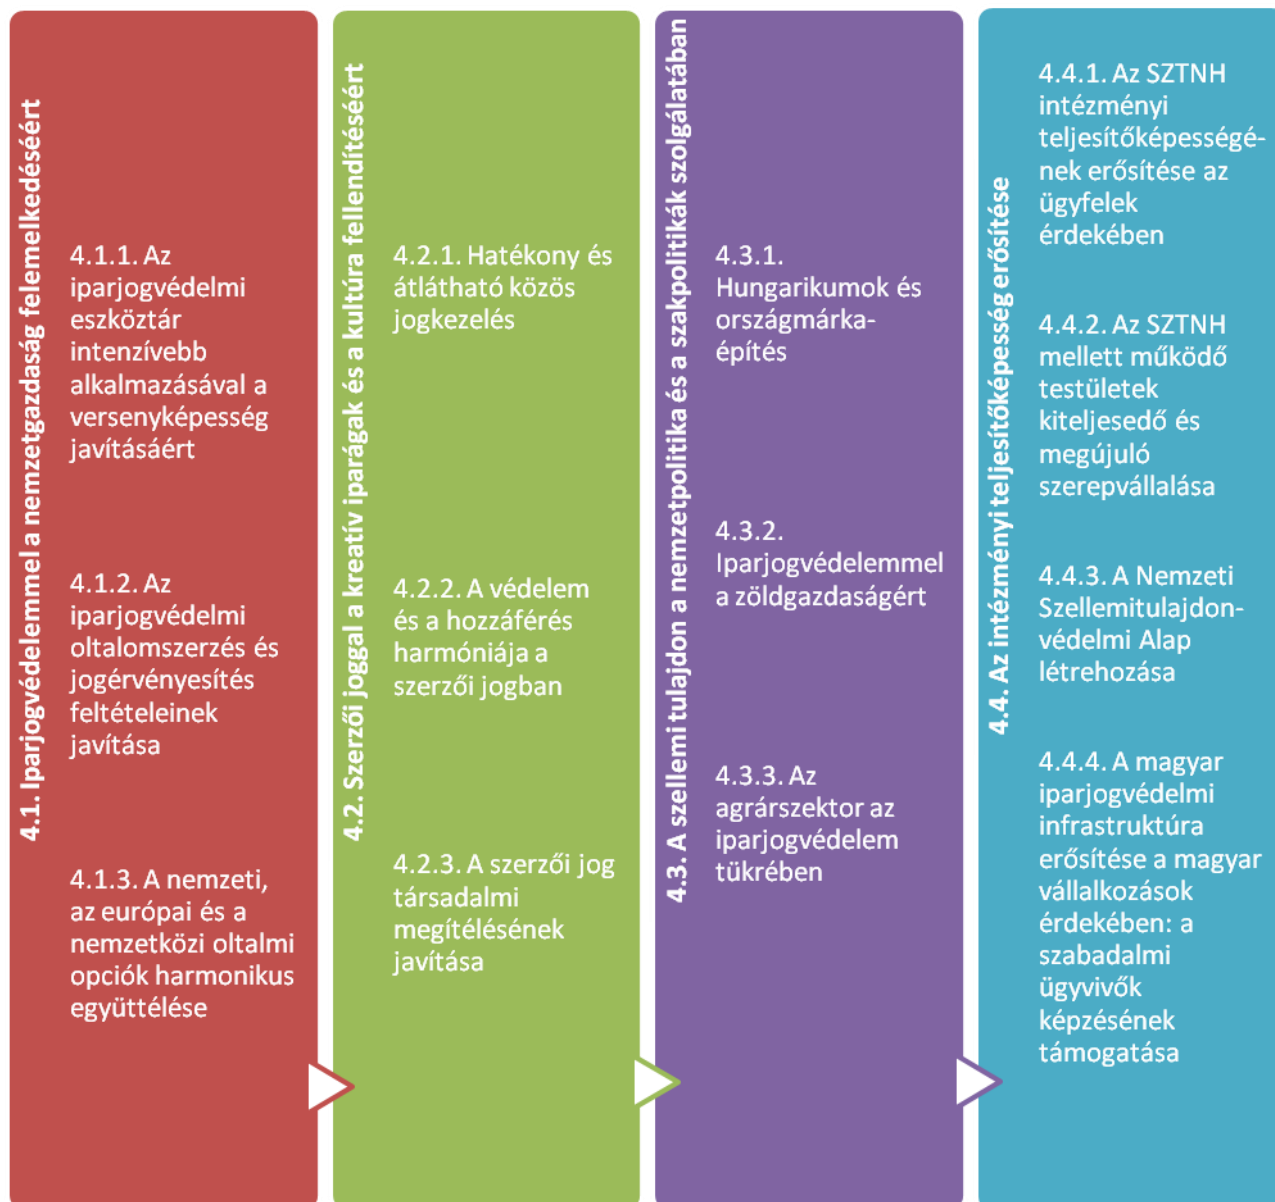 4.1. Iparjogvédelemmel a nemzetgazdaság felemelkedéséért
4.1.1. Az
iparjogvédelmi
eszköztár
intenzívebb
alkalmazásával a
versenyképesség
javításáért
4.1.2. Az
iparjogvédelmi
oltalomszerzés és
jogérvényesítés
feltételeinek
javítása
4.1.3. A nemzeti,
az európai és a
nemzetközi oltalmi
opciók harmonikus
együttélése
4.2. Szerzői joggal a kreatív iparágak és a kultúra fellendítéséért
4.2.1. Hatékony és
átlátható közös
jogkezelés
4.2.2. A védelem
és a hozzáférés
harmóniája a
szerzői jogban
4.2.3. A szerzői jog
társadalmi
megítélésének
javítása
4.3. A szellemi tulajdon a nemzetpolitika és a szakpolitikák szolgálatában
4.3.1.
Hungarikumok és
országmárka-
építés
4.3.2.
Iparjogvédelemmel
a zöldgazdaságért
4.3.3. Az
agrárszektor az
iparjogvédelem
tükrében
4.4. Az intézményi teljesítőképesség erősítése
4.4.1. Az SZTNH
intézményi
teljesítőképességé-
nek erősítése az
ügyfelek
érdekében
4.4.2. Az SZTNH
mellett működő
testületek
kiteljesedő és
megújuló
szerepvállalása
4.4.3. A Nemzeti
Szellemitulajdon-
védelmi Alap
létrehozása
4.4.4. A magyar
iparjogvédelmi
infrastruktúra
erősítése a magyar
vállalkozások
érdekében: a
szabadalmi
ügyvivők
képzésének
támogatása